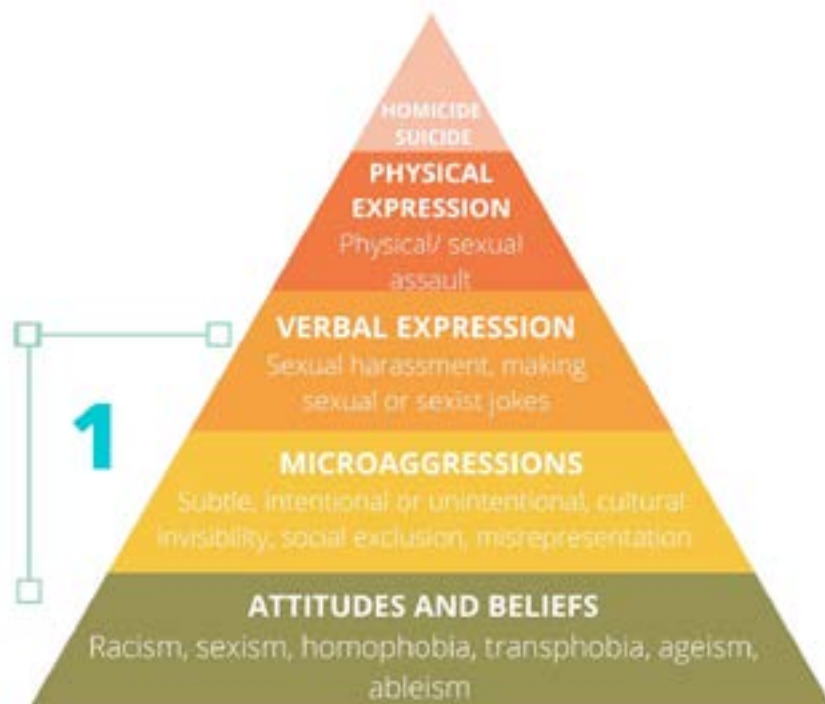 HOMICIDE
SUICIDE
PHYSICAL
EXPRESSION
Physical/ sexual
assault
VERBAL EXPRESSION
Sexual harassment, making
sexual or sexist jokes
1
MICROAGGRESSIONS
Subtle, intentional or unintentional, cultural
invisibility, social exclusion, misrepresentation
ATTITUDES AND BELIEFS
Racism, sexism, homophobia, transphobia, ageism,
ableism